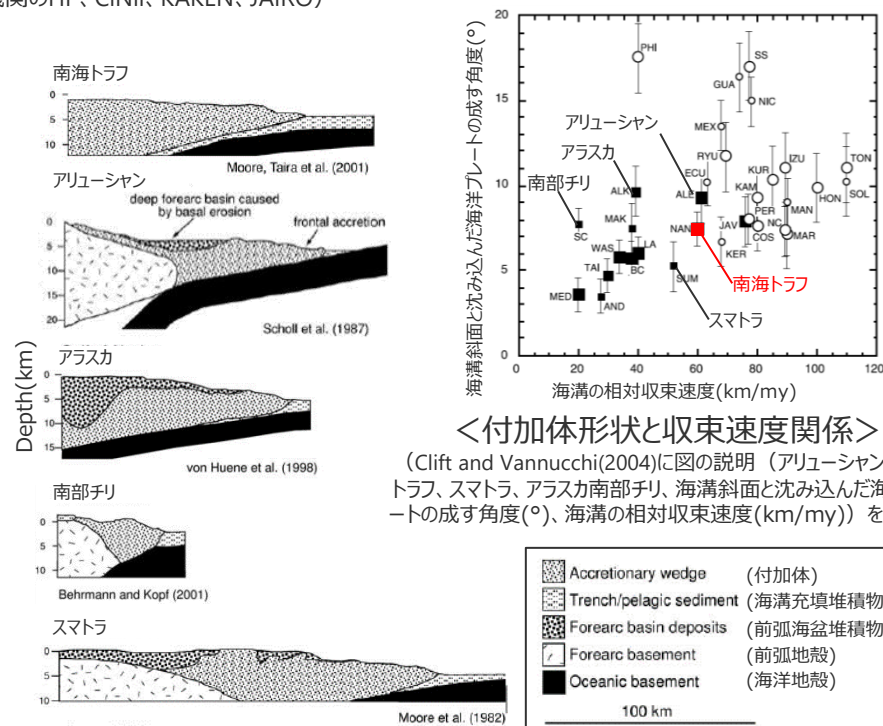 機関のHP、CiNii、KAKEN、JAIRO）
南海トラフ
0
5
10
Moore, Taira et al. (2001)
アリューシャン
deep forearc basin caused
by basal erosion
frontal accretion
0
5
10
15
20
Scholl et al. (1987)
アラスカ
0
5
10
15
von Huene et al. (1998)
Depth(km)
南部チリ
0
5
10
Behrmann and Kopf (2001)
スマトラ
0
5
10
Moore et al. (1982)
海溝斜面と沈み込んだ海洋プレートの成す角度(°)
20
15
10
5
0
0 20 40 60 80 100 120
海溝の相対収束速度(km/my)
PHI
SS
GUA
NIC
アリューシャン
MEX
アラスカ
RYU
IZU
TON
南部チリ
ECU
KUR
ALK
ALE
KAM
HON
SOL
MAN
PER
SC
MAK
NAN
JAV
NC
COS
MAR
WAS
LA
KER
BC
TAI
SUM
南海トラフ
MED
AND
スマトラ
＜付加体形状と収束速度関係＞
（Clift and Vannucchi(2004)に図の説明（アリューシャン
トラフ、スマトラ、アラスカ南部チリ、海溝斜面と沈み込んだ海
ートの成す角度(°)、海溝の相対収束速度(km/my)）を
Accretionary wedge (付加体)
Trench/pelagic sediment (海溝充填堆積物
Forearc basin deposits (前弧海盆堆積物
Forearc basement (前弧地殻)
Oceanic basement (海洋地殻)
100 km